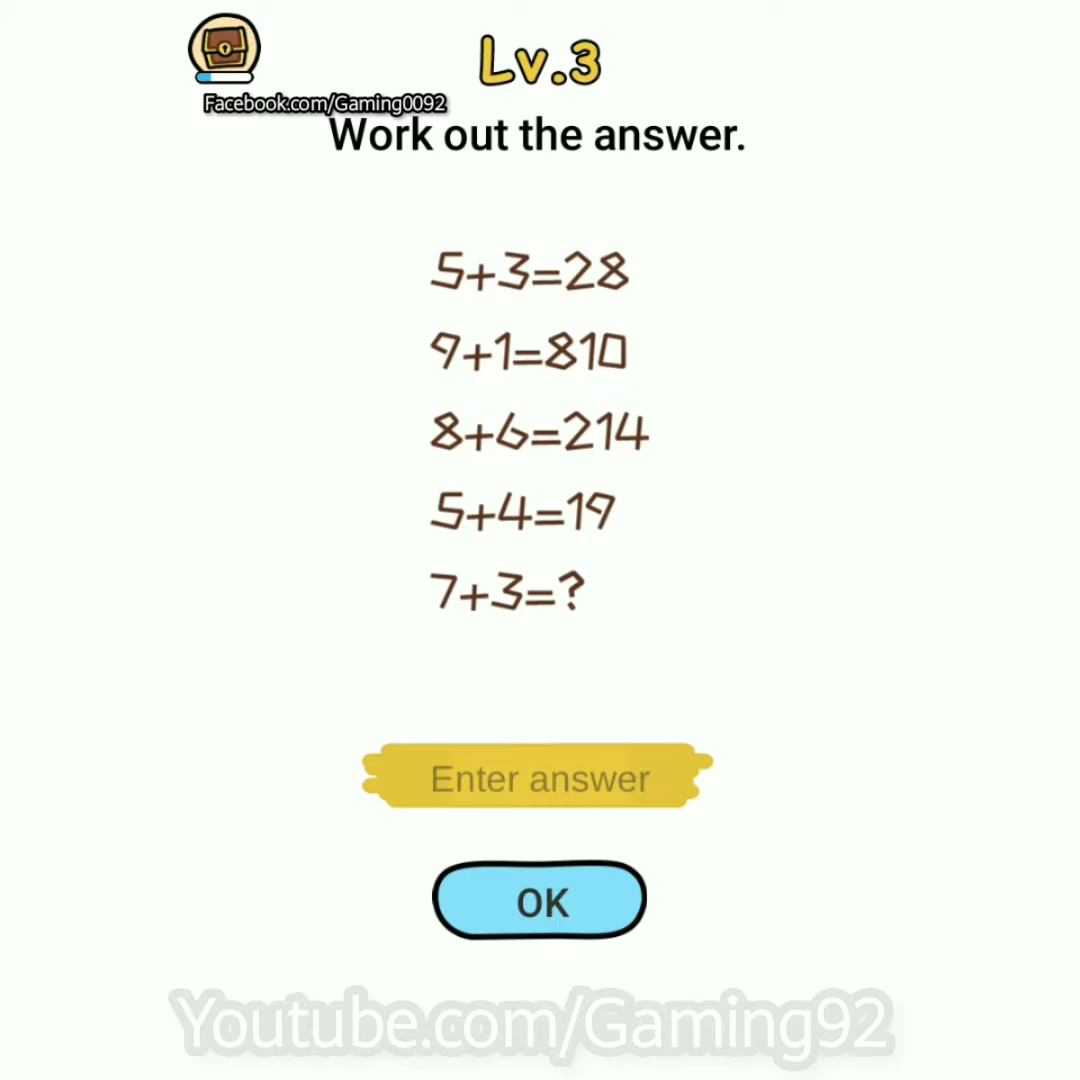 Lv.3
Facebook.com/Gaming0092
Work out the answer.
5+3=28
9+1=810
8+6=214
5+4=19
7+3=?
Enter answer
OK
Youtube.com/Gaming92